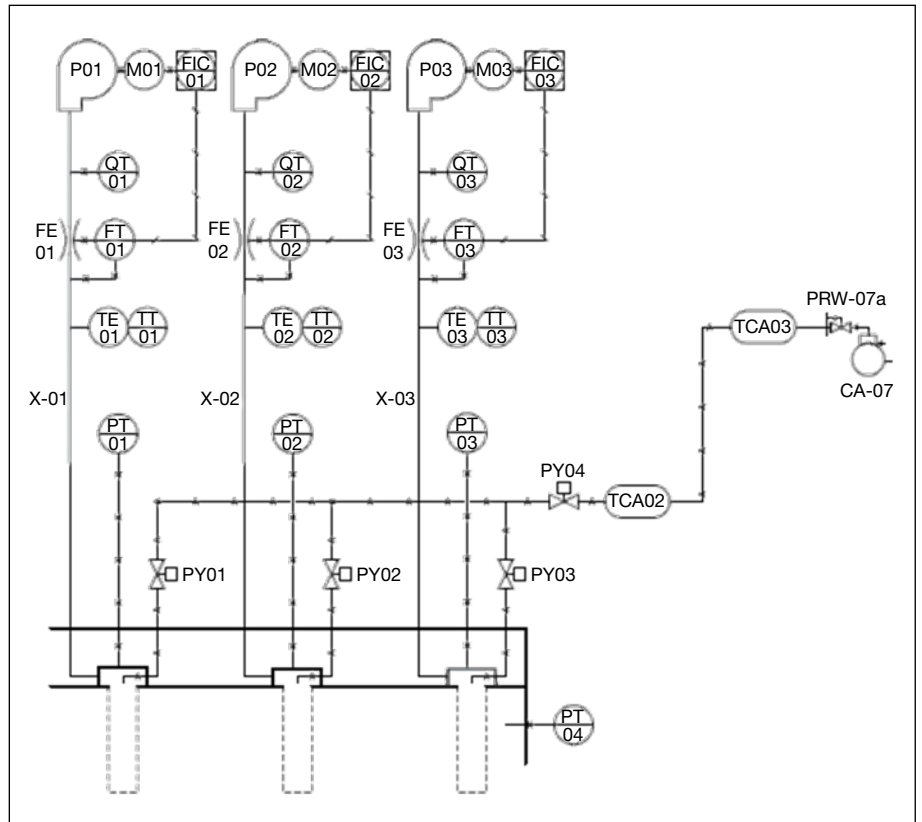 P01 M01 FIC 01 P02 M02 FIC 02 P03 M03 FIC 03
QT 01 QT 02 QT 03
FE 01 FT 01 FE 02 FT 02 FE 03 FT 03
TE 01 TT 01 TE 02 TT 02 TE 03 TT 03
PRW-07a
TCA03
CA-07
X-01 X-02 X-03
PT 01 PT 02 PT 03
PY04
TCA02
PY01 PY02 PY03
PT 04